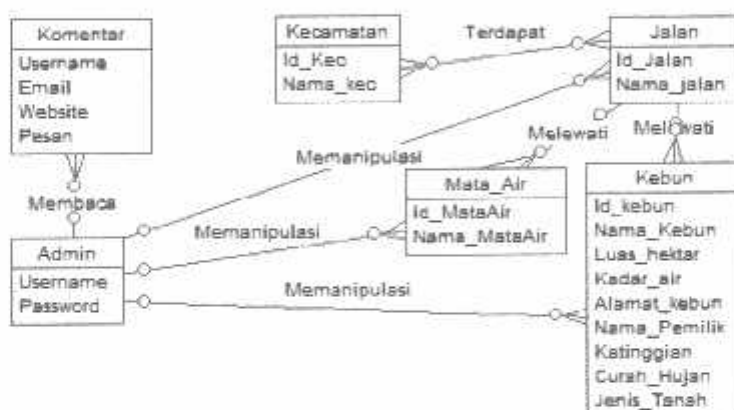 Komentar
Username
Email
Website
Pesan
Kecamatan
Id_Kec
Nama_kec
Terdapat
Jalan
Id_Jalan
Nama_jalan
Melewati
Melewati
Memanipulasi
Membaca
Mata_Air
Id_MataAir
Nama_MataAir
Memanipulasi
Admin
Username
Password
Memanipulasi
Kebun
Id_kebun
Nama_Kebun
Luas_hektar
Kadar_air
Alamat_kebun
Nama_Pemilik
Katinggian
Curah_Hujan
Jenis_Tanah